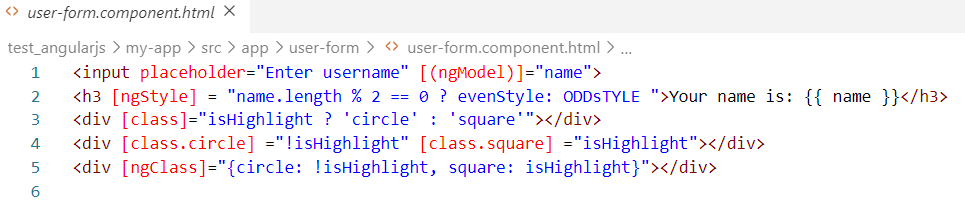 user-form.component.html
test_angularjs > my-app > src > app > user-form > user-form.component.html > ...
1 <input placeholder="Enter username" [(ngModel)]="name">
2 <h3 [ngStyle] = "name.length % 2 == 0 ? evenStyle: ODDsTYLE ">Your name is: {{ name }}</h3>
3 <div [class]="isHighlight ? 'circle' : 'square'"></div>
4 <div [class.circle] ="!isHighlight" [class.square] ="isHighlight"></div>
5 <div [ngClass]="{circle: !isHighlight, square: isHighlight}"></div>
6